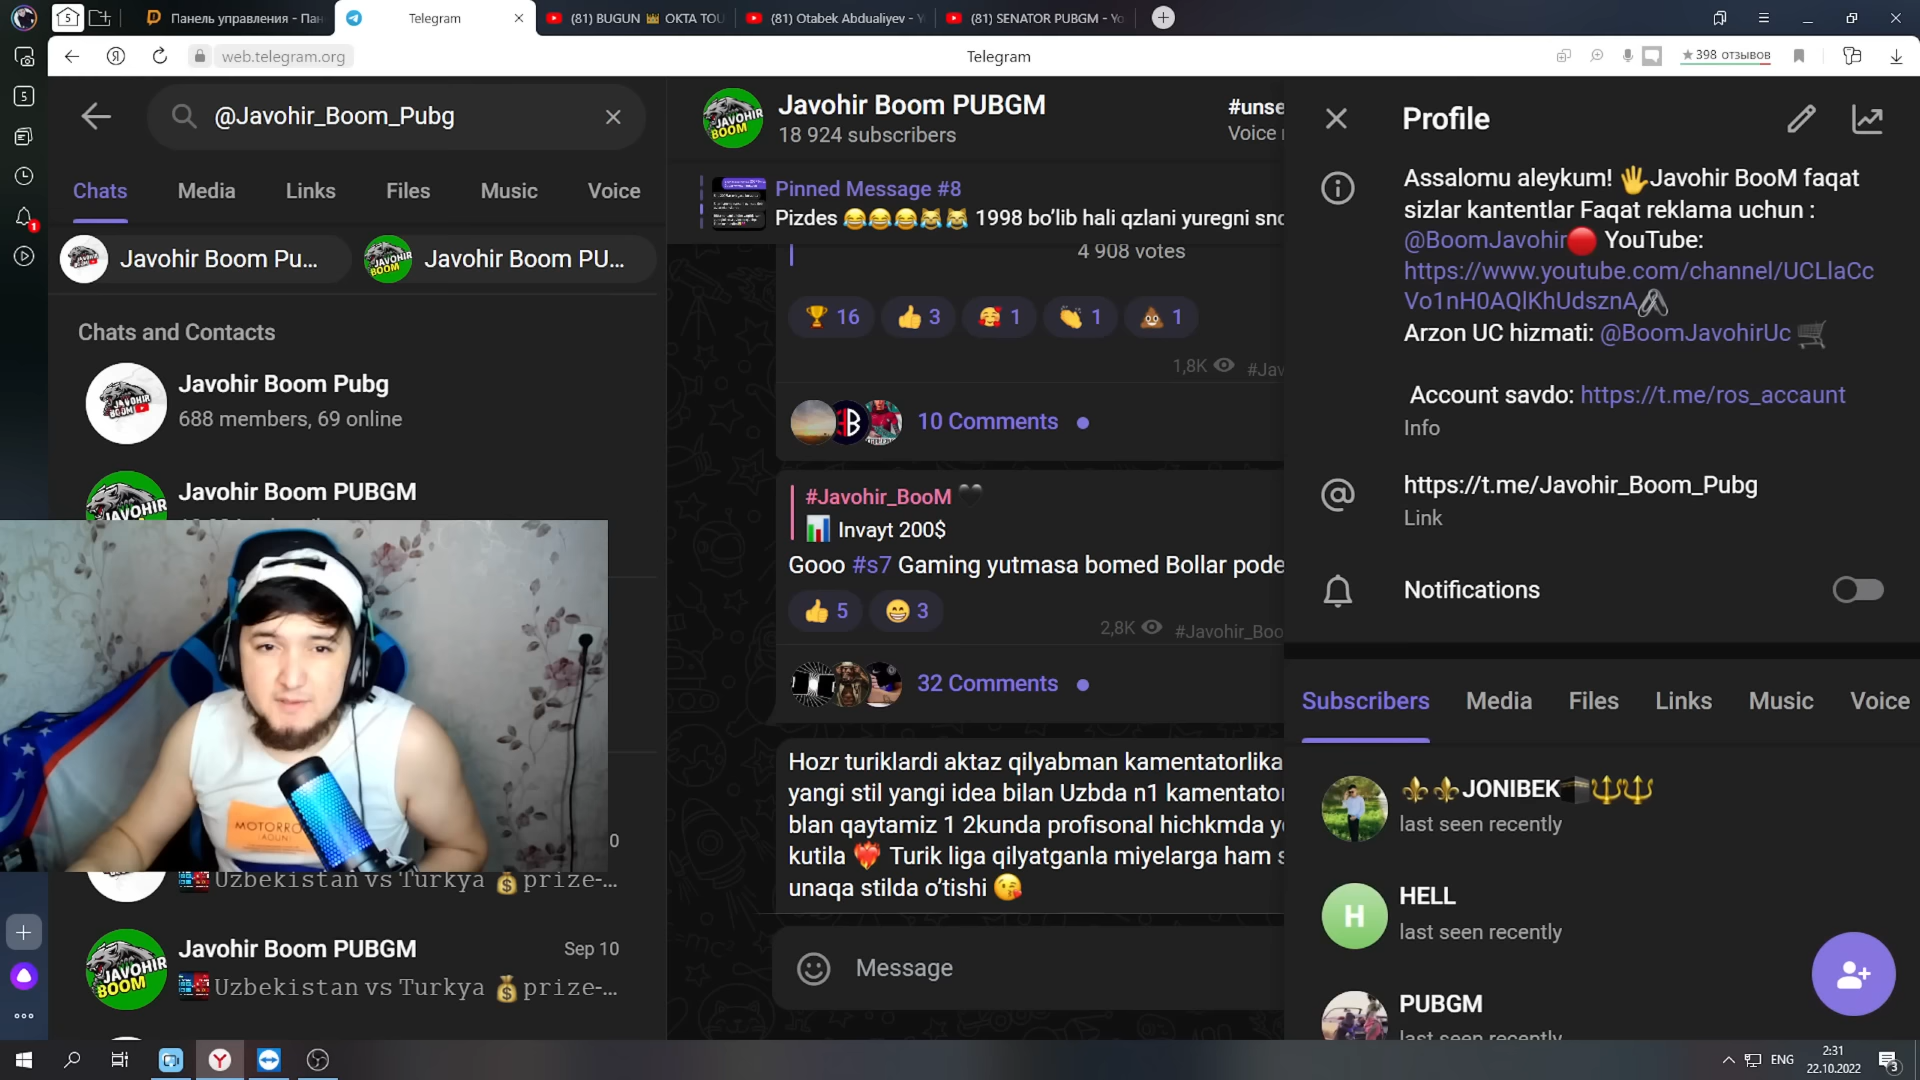 Панель управления - Пан
Telegram
(81) BUGUN 👑 OKTA TOU
(81) Otabek Abdualiyev - Y
(81) SENATOR PUBGM - Yo
5
web.telegram.org
Telegram
★ 398 отзывов
5
1
@Javohir_Boom_Pubg
Chats
Media
Links
Files
Music
Voice
Javohir Boom Pu...
Javohir Boom PU...
Chats and Contacts
Javohir Boom Pubg
688 members, 69 online
Javohir Boom PUBGM
MOTORRO
0
Uzbekistan vs Turkya 💰prize-...
Javohir Boom PUBGM
Sep 10
Uzbekistan vs Turkya 💰prize-...
JAVOHIR
BOOM
Javohir Boom PUBGM
18 924 subscribers
#unse
Voice
Pinned Message #8
Pizdes 😂😂😂😹😹 1998 bo’lib hali qzlani yuregni sno
4 908 votes
🏆 16
👍 3
🥰 1
👏 1
💩 1
1,8K
#Jav
10 Comments
#Javohir_BooM 🖤
📊 Invayt 200$
Gooo #s7 Gaming yutmasa bomed Bollar pode
👍 5
😁 3
2,8K
#Javohir_Boo
32 Comments
Hozr turiklardi aktaz qilyabman kamentatorlika
yangi stil yangi idea bilan Uzbda n1 kamentator
blan qaytamiz 1 2kunda profisonal hichkmda y
kutila ❤️‍🔥 Turik liga qilyatganla miyelarga ham s
unaqa stilda o’tishi 😘
Message
Profile
Assalomu aleykum! 🖐Javohir BooM faqat
sizlar kantentlar Faqat reklama uchun :
@BoomJavohir🔴 YouTube:
https://www.youtube.com/channel/UCLlaCc
Vo1nH0AQlKhUdsznA🖇
Arzon UC hizmati: @BoomJavohirUc 🛒
Account savdo: https://t.me/ros_accaunt
Info
https://t.me/Javohir_Boom_Pubg
Link
Notifications
Subscribers
Media
Files
Links
Music
Voice
⚜️⚜️JONIBEK🕋🔱🔱
last seen recently
H
HELL
last seen recently
PUBGM
last seen recently
ENG
2:31
22.10.2022
3